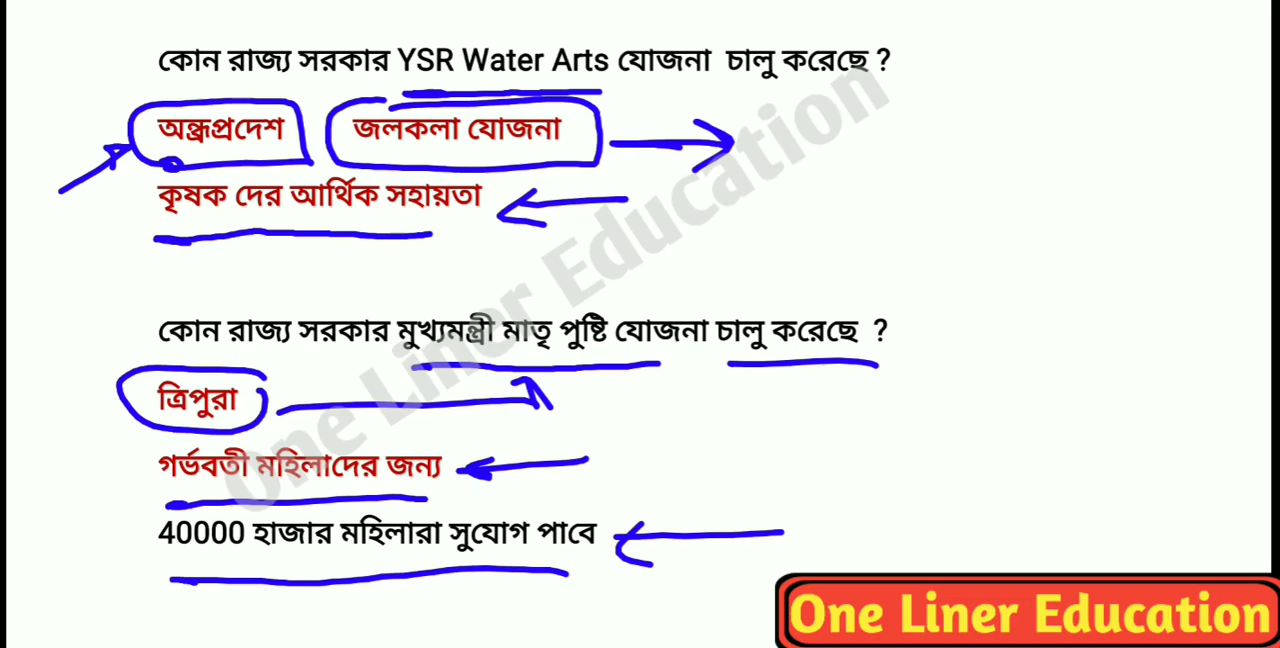 কোন রাজ্য সরকার YSR Water Arts যোজনা চালু করেছে ?
অন্ধ্রপ্রদেশ জলকলা যোজনা
কৃষক দের আর্থিক সহায়তা
কোন রাজ্য সরকার মুখ্যমন্ত্রী মাতৃ পুষ্টি যোজনা চালু করেছে ?
ত্রিপুরা
গর্ভবতী মহিলাদের জন্য
40000 হাজার মহিলারা সুযোগ পাবে
One Liner Education
One Liner Education